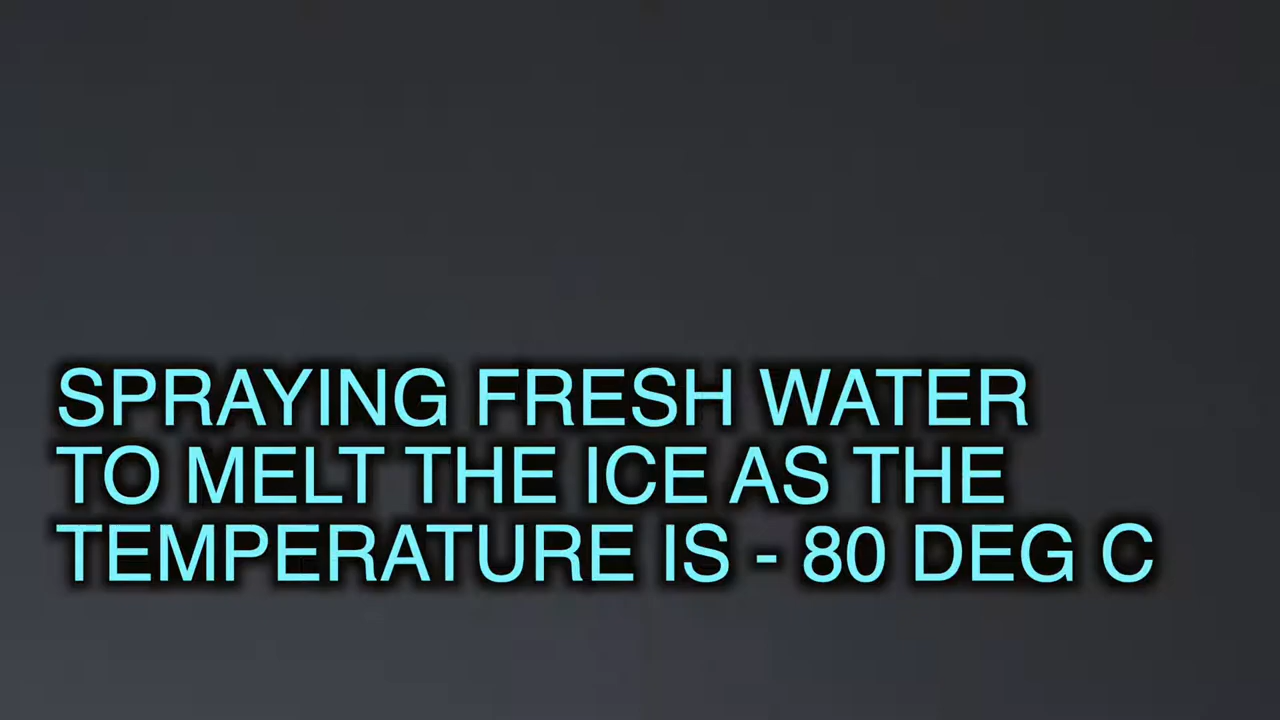 SPRAYING FRESH WATER
TO MELT THE ICE AS THE
TEMPERATURE IS - 80 DEG C